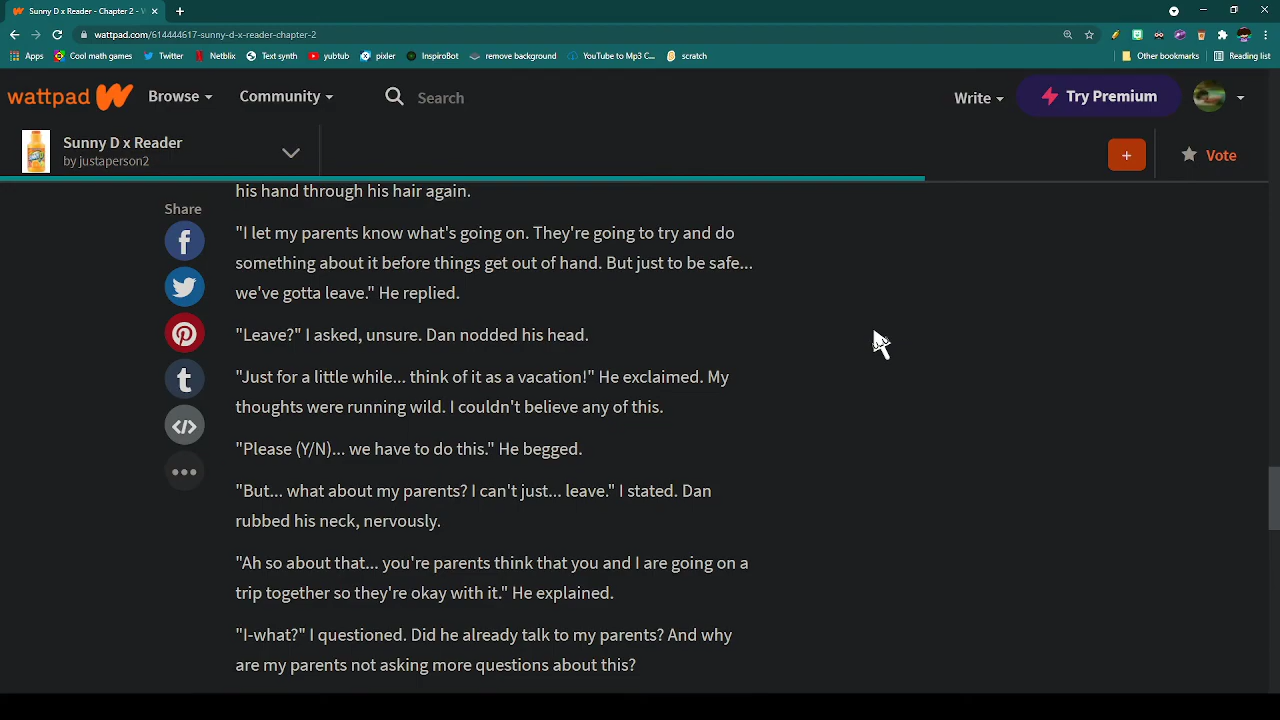 Sunny D x Reader - Chapter 2 - V
wattpad.com/614444617-sunny-d-x-reader-chapter-2
Apps Cool math games Twitter Netblix Text synth yubtub pixler InspiroBot remove background YouTube to Mp3 C... scratch Other bookmarks Reading list
wattpad Browse Community Search Write Try Premium
Sunny D x Reader
by justaperson2
+ Vote
his hand through his hair again.
Share
"I let my parents know what's going on. They're going to try and do
something about it before things get out of hand. But just to be safe...
we've gotta leave." He replied.
"Leave?" I asked, unsure. Dan nodded his head.
"Just for a little while... think of it as a vacation!" He exclaimed. My
thoughts were running wild. I couldn't believe any of this.
"Please (Y/N)... we have to do this." He begged.
"But... what about my parents? I can't just... leave." I stated. Dan
rubbed his neck, nervously.
"Ah so about that... you're parents think that you and I are going on a
trip together so they're okay with it." He explained.
"I-what?" I questioned. Did he already talk to my parents? And why
are my parents not asking more questions about this?